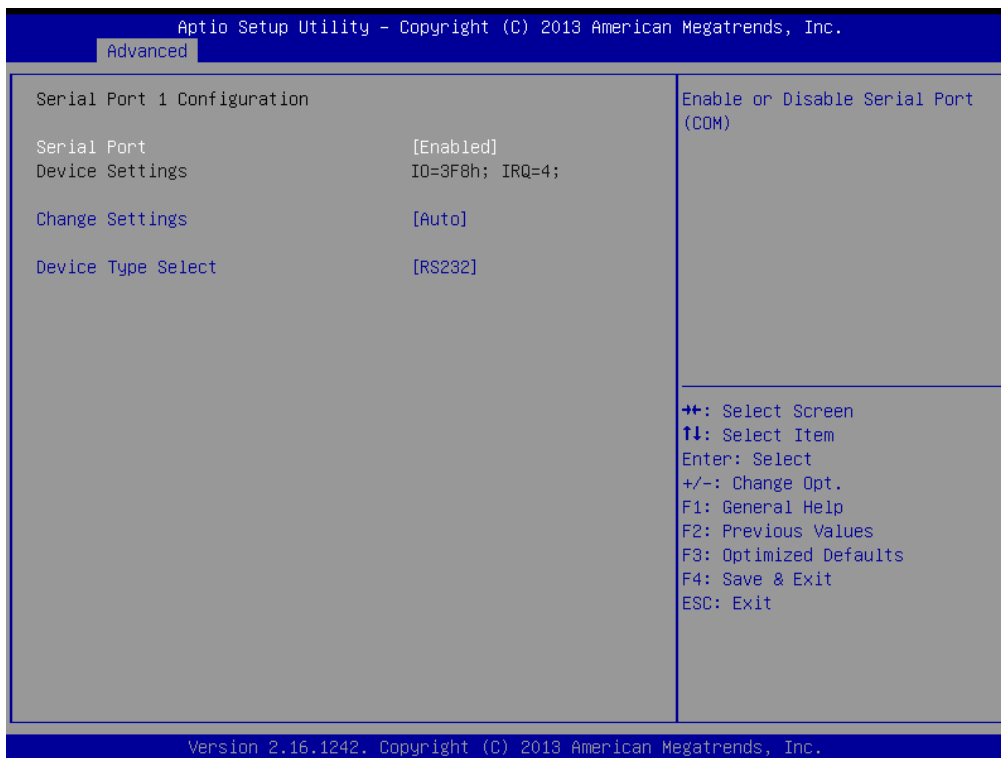 Aptio Setup Utility – Copyright (C) 2013 American Megatrends, Inc.
Advanced
Serial Port 1 Configuration
Serial Port [Enabled]
Device Settings IO=3F8h; IRQ=4;
Change Settings [Auto]
Device Type Select [RS232]
Enable or Disable Serial Port
(COM)
→←: Select Screen
↑↓: Select Item
Enter: Select
+/-: Change Opt.
F1: General Help
F2: Previous Values
F3: Optimized Defaults
F4: Save & Exit
ESC: Exit
Version 2.16.1242. Copyright (C) 2013 American Megatrends, Inc.